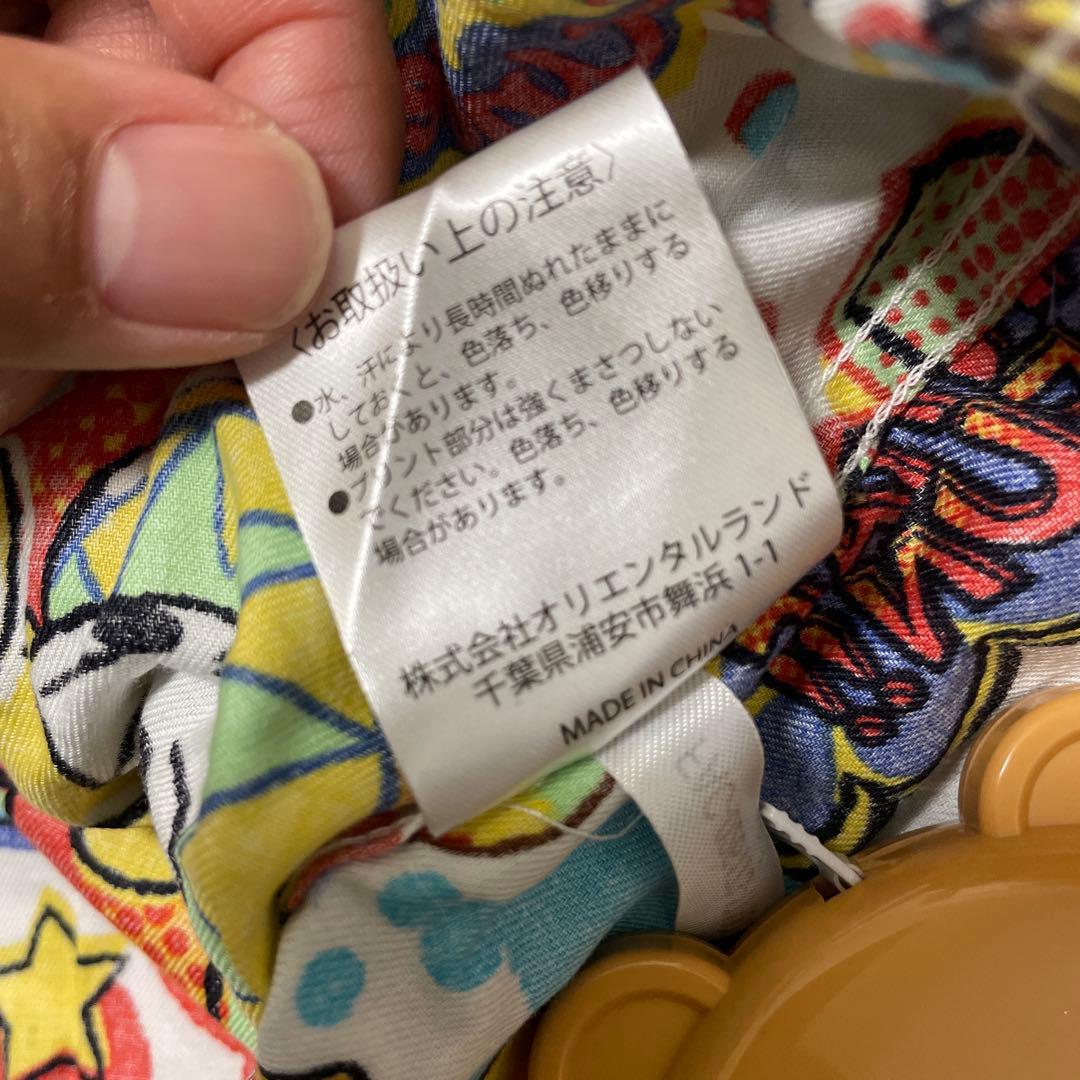 〈お取扱い上の注意〉
●水、汗により長時間ぬれたままに
しておくと、色落ち、色移りする
場合があります。
●プリント部分は強くまさつしない
でください。色落ち、色移りする
場合があります。
株式会社オリエンタルランド
千葉県浦安市舞浜1-1
MADE IN CHINA